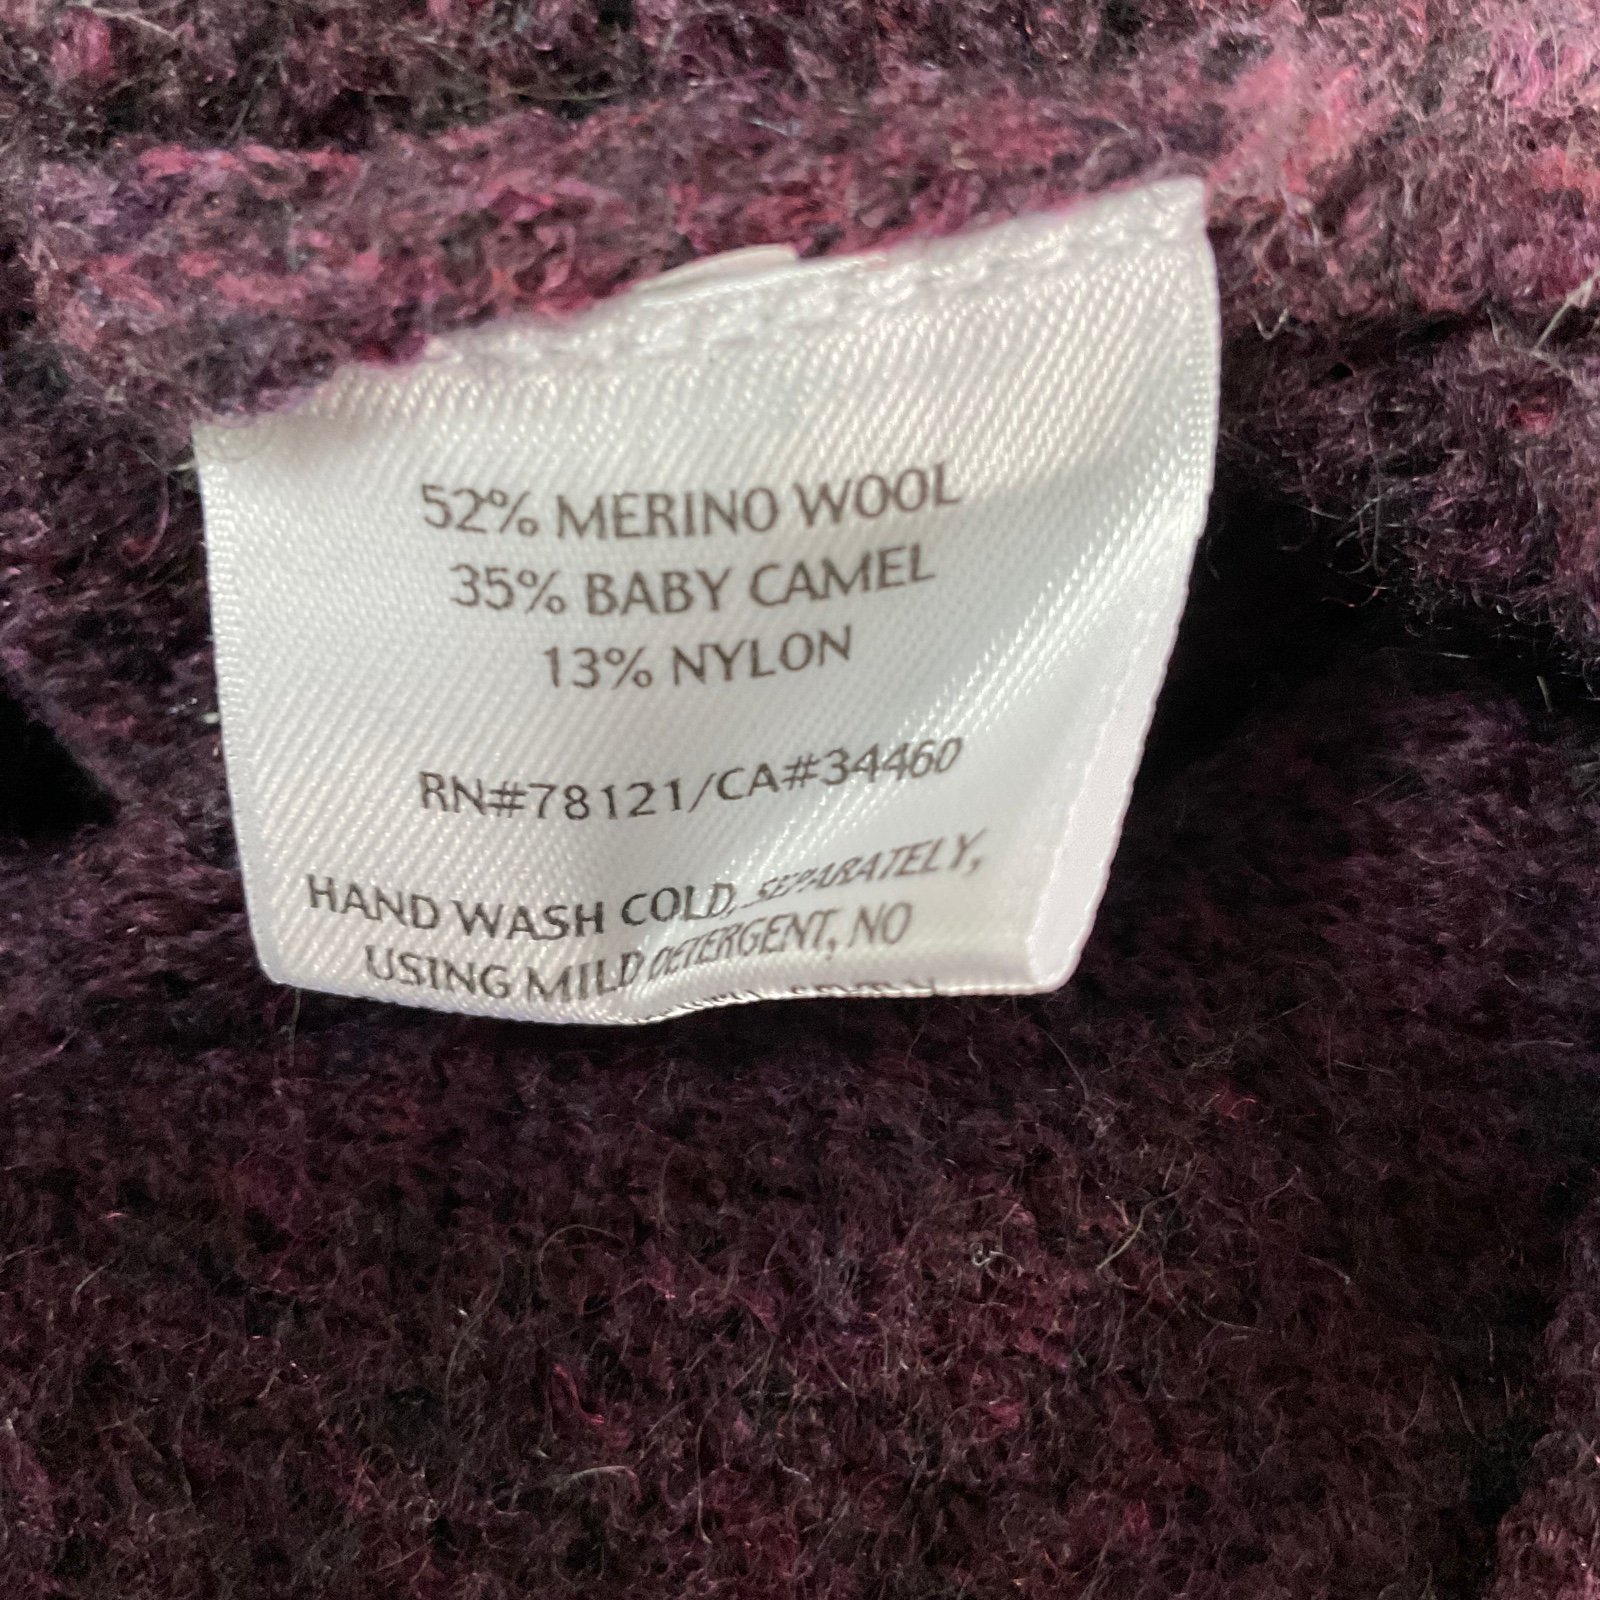 52% MERINO WOOL
35% BABY CAMEL
13% NYLON
RN#78121/CA#34460
HAND WASH COLD, SEPARATELY,
USING MILD DETERGENT, NO